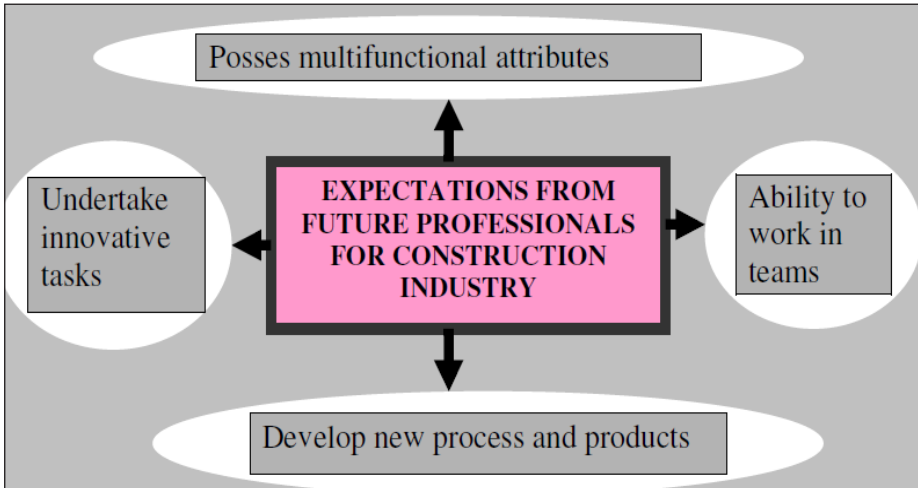 Posses multifunctional attributes
Undertake
innovative
tasks
EXPECTATIONS FROM
FUTURE PROFESSIONALS
FOR CONSTRUCTION
INDUSTRY
Ability to
work in
teams
Develop new process and products